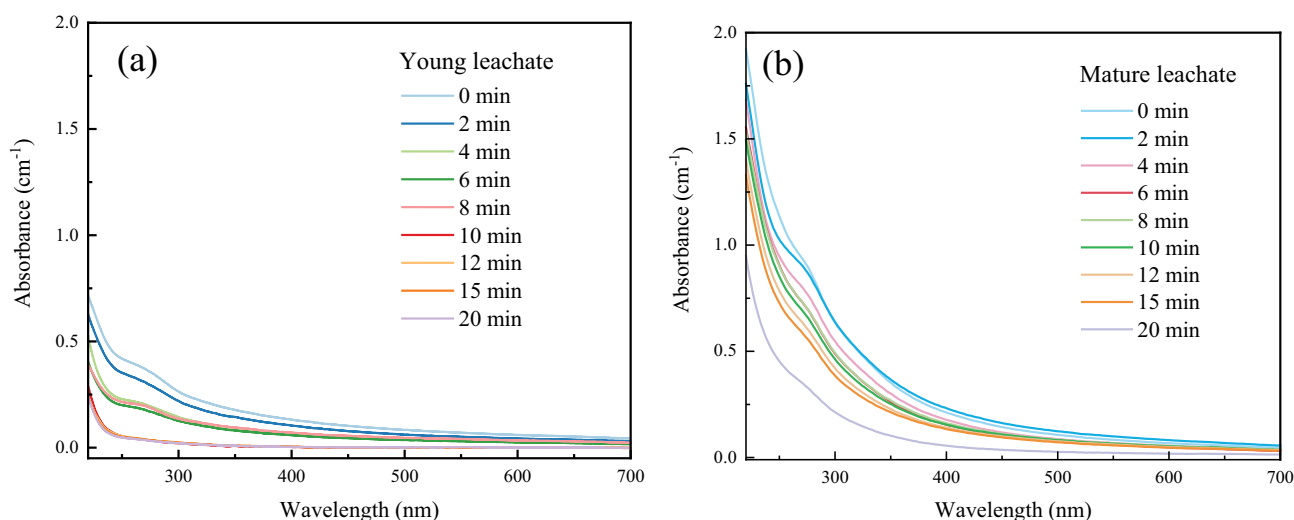 (a)
Young leachate
0 min
2 min
4 min
6 min
8 min
10 min
12 min
15 min
20 min
2.0
1.5
1.0
0.5
0.0
Absorbance (cm⁻¹)
300 400 500 600 700
Wavelength (nm)
(b)
Mature leachate
0 min
2 min
4 min
6 min
8 min
10 min
12 min
15 min
20 min
2.0
1.5
1.0
0.5
0.0
Absorbance (cm⁻¹)
300 400 500 600 700
Wavelength (nm)